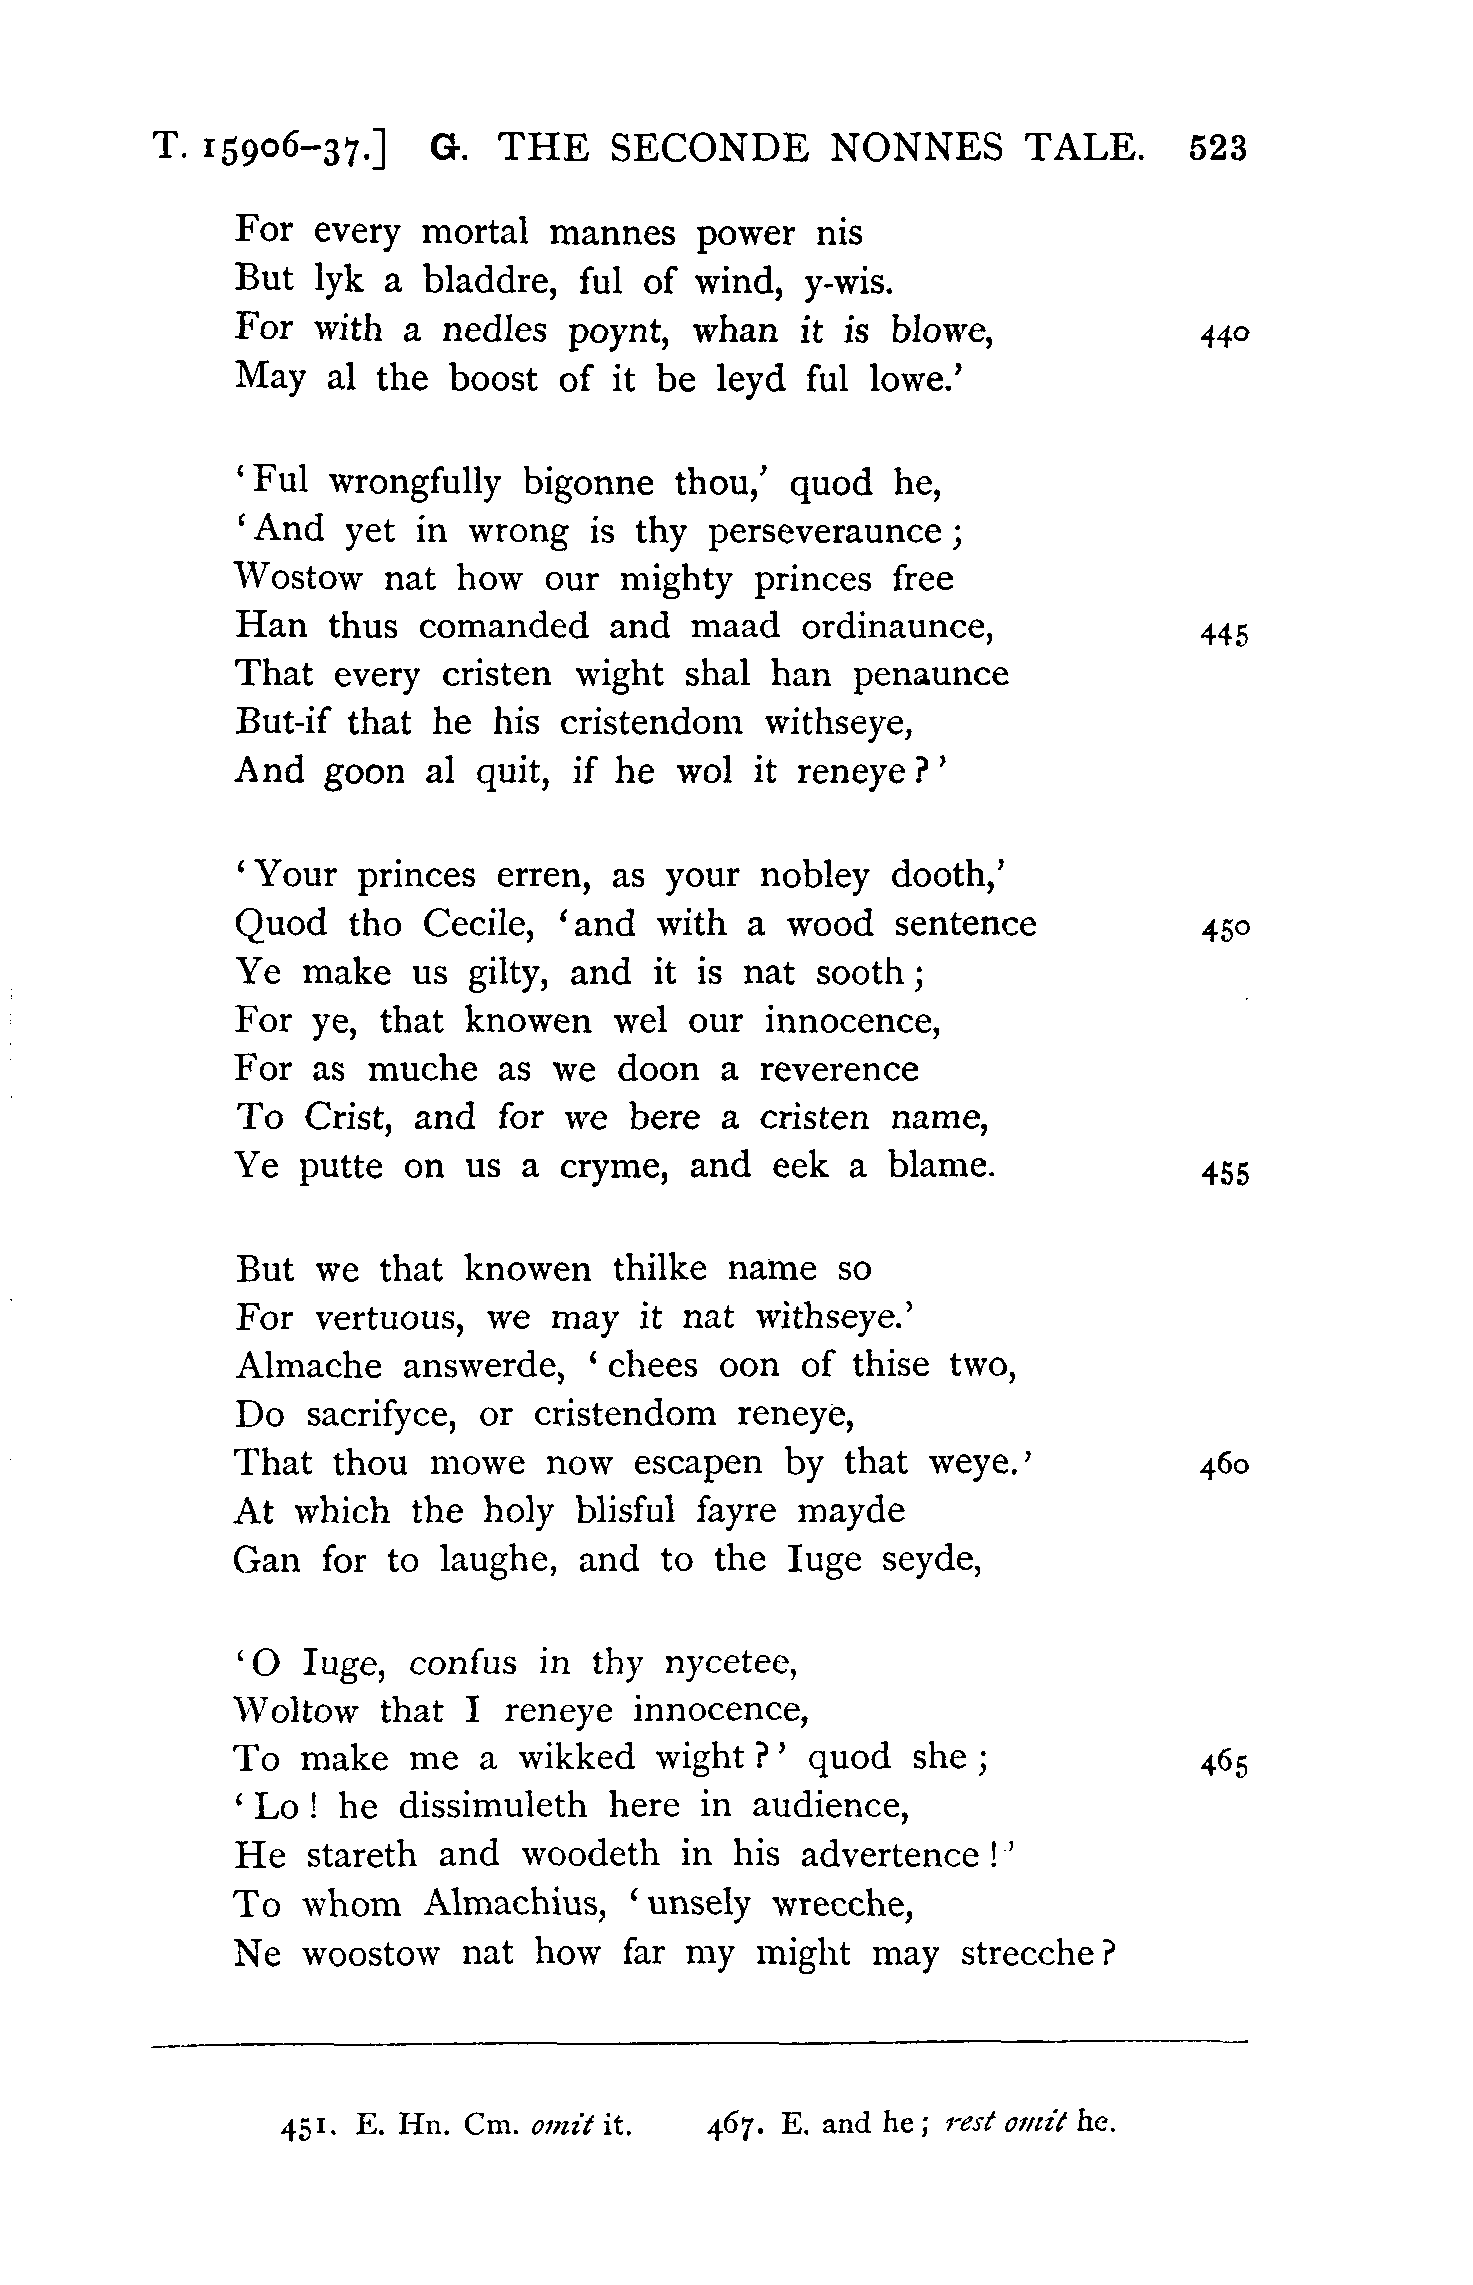 T. 15906-37.] G. THE SECONDE NONNES TALE. 523
For every mortal mannes power nis
But lyk a bladdre, ful of wind, y-wis.
For with a nedles poynt, whan it is blowe, 440
May al the boost of it be leyd ful lowe.'
'Ful wrongfully bigonne thou,' quod he,
'And yet in wrong is thy perseveraunce;
Wostow nat how our mighty princes free
Han thus comanded and maad ordinaunce, 445
That every cristen wight shal han penaunce
But-if that he his cristendom withseye,
And goon al quit, if he wol it reneye?'
'Your princes erren, as your nobley dooth,'
Quod tho Cecile, 'and with a wood sentence 450
Ye make us gilty, and it is nat sooth;
For ye, that knowen wel our innocence,
For as muche as we doon a reverence
To Crist, and for we bere a cristen name,
Ye putte on us a cryme, and eek a blame. 455
But we that knowen thilke name so
For vertuous, we may it nat withseye.'
Almache answerde, 'chees oon of thise two,
Do sacrifyce, or cristendom reneye,
That thou mowe now escapen by that weye.' 460
At which the holy blisful fayre mayde
Gan for to laughe, and to the Iuge seyde,
'O Iuge, confus in thy nycetee,
Woltow that I reneye innocence,
To make me a wikked wight?' quod she; 465
'Lo! he dissimuleth here in audience,
He stareth and woodeth in his advertence!'
To whom Almachius, 'unsely wrecche,
Ne woostow nat how far my might may strecche?
451. E. Hn. Cm. omit it. 467. E. and he; rest omit he.